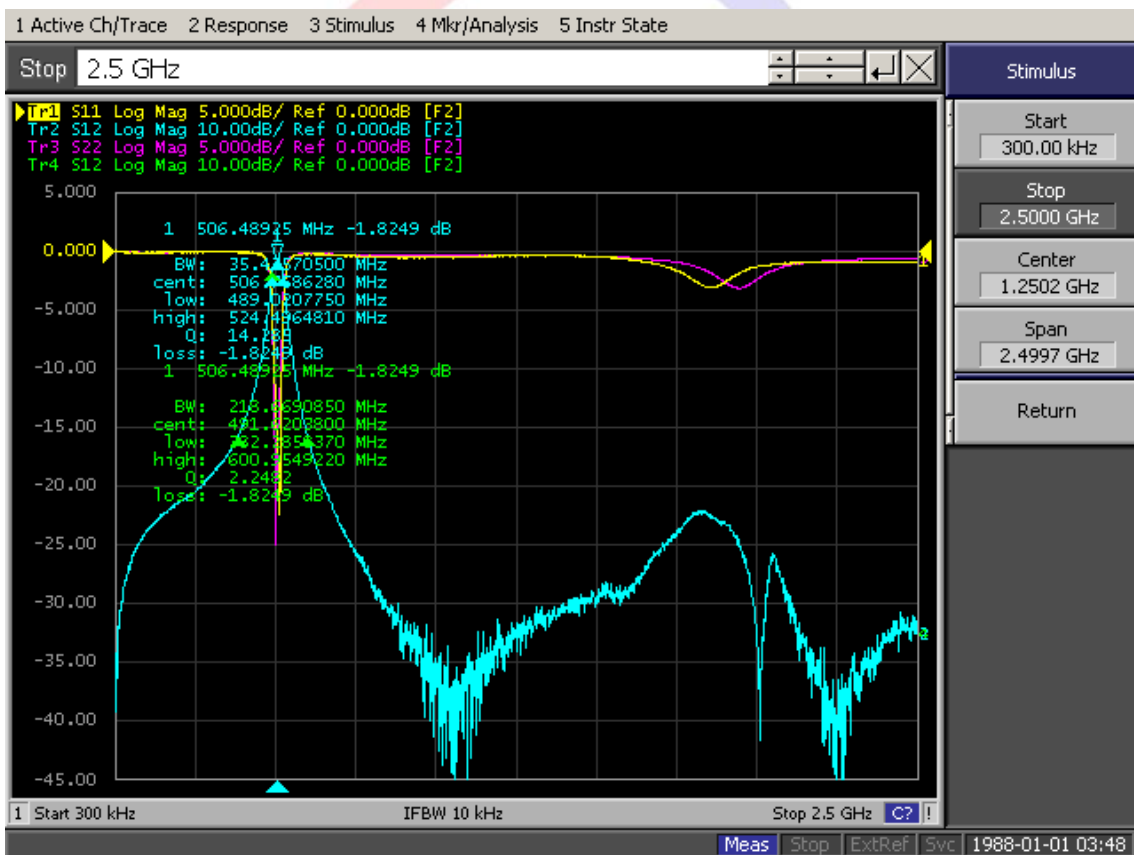 1 Active Ch/Trace 2 Response 3 Stimulus 4 Mkr/Analysis 5 Instr State
Stop 2.5 GHz
Stimulus
Tr1 S11 Log Mag 5.000dB/ Ref 0.000dB [F2]
Tr2 S12 Log Mag 10.00dB/ Ref 0.000dB [F2]
Tr3 S22 Log Mag 5.000dB/ Ref 0.000dB [F2]
Tr4 S12 Log Mag 10.00dB/ Ref 0.000dB [F2]
Start
300.00 kHz
Stop
2.5000 GHz
Center
1.2502 GHz
Span
2.4997 GHz
Return
5.000
0.000
-5.000
-10.00
-15.00
-20.00
-25.00
-30.00
-35.00
-40.00
-45.00
1 506.48925 MHz -1.8249 dB
BW: MHz
cent: MHz
low: MHz
high: MHz
Q:
loss: -1.8249 dB
1 506.48925 MHz -1.8249 dB
BW: MHz
cent: MHz
low: MHz
high: MHz
Q: 2.2482
loss: -1.8249 dB
1 Start 300 kHz IFBW 10 kHz Stop 2.5 GHz C? !
Meas Stop ExtRef Svc 1988-01-01 03:48